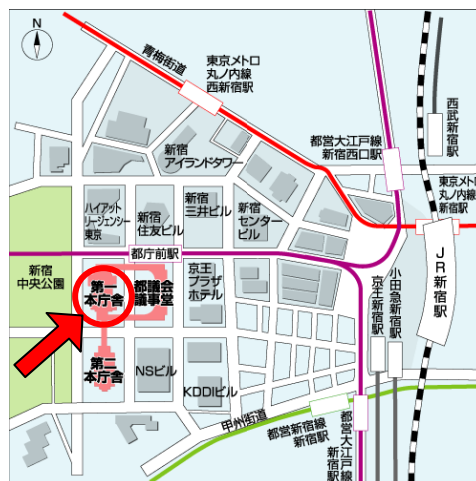 N
青梅街道
東京メトロ
丸ノ内線
西新宿駅
西武新宿駅
都営大江戸線
新宿西口駅
新宿
アイランドタワー
東京メトロ
丸ノ内線
新宿駅
ハイアット
リージェンシー
東京
新宿
住友ビル
新宿
三井ビル
新宿
センター
ビル
都庁前駅
JR新宿駅
新宿
中央公園
第一
本庁舎
都議会
議事堂
京王
プラザ
ホテル
小田急新宿駅
京王新宿駅
第二
本庁舎
NSビル
KDDIビル
甲州街道
都営新宿線
新宿駅
都営大江戸線
新宿駅